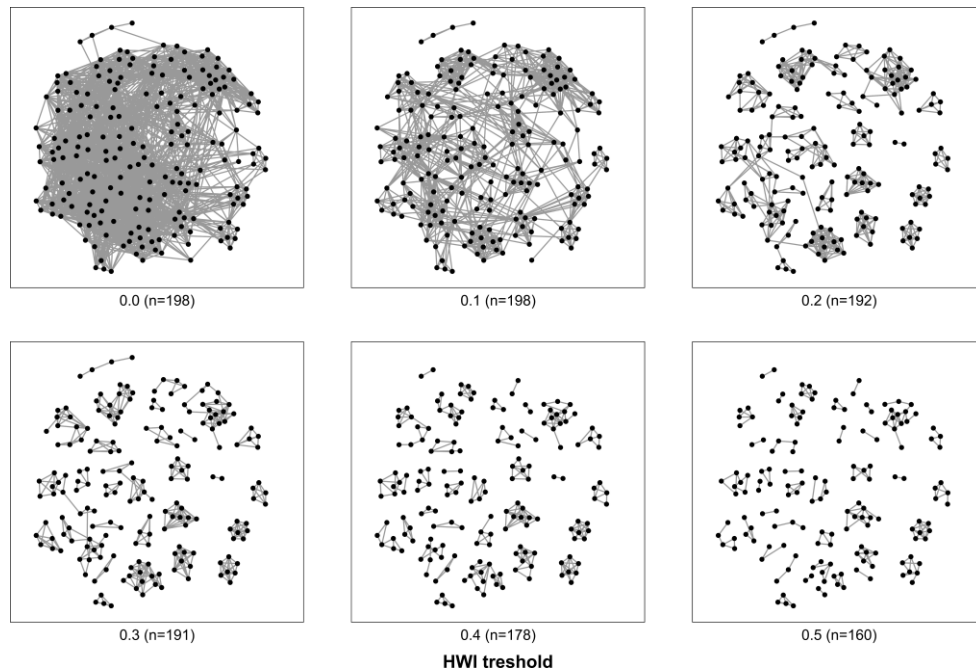 0.0 (n=198)
0.1 (n=198)
0.2 (n=192)
0.3 (n=191)
0.4 (n=178)
0.5 (n=160)
HWI treshold